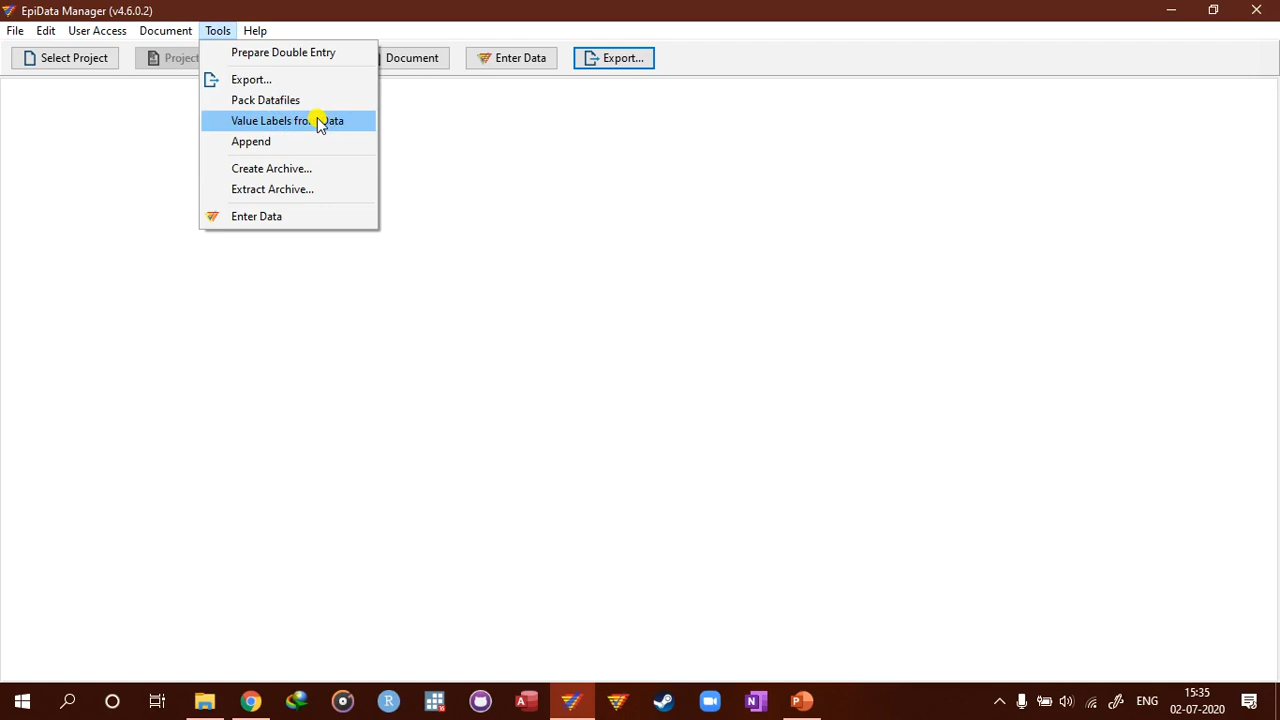 EpiData Manager (v4.6.0.2)
File Edit User Access Document Tools Help
Select Project Project Document Enter Data Export...
Prepare Double Entry
Export...
Pack Datafiles
Value Labels from Data
Append
Create Archive...
Extract Archive...
Enter Data
15:35
ENG
02-07-2020